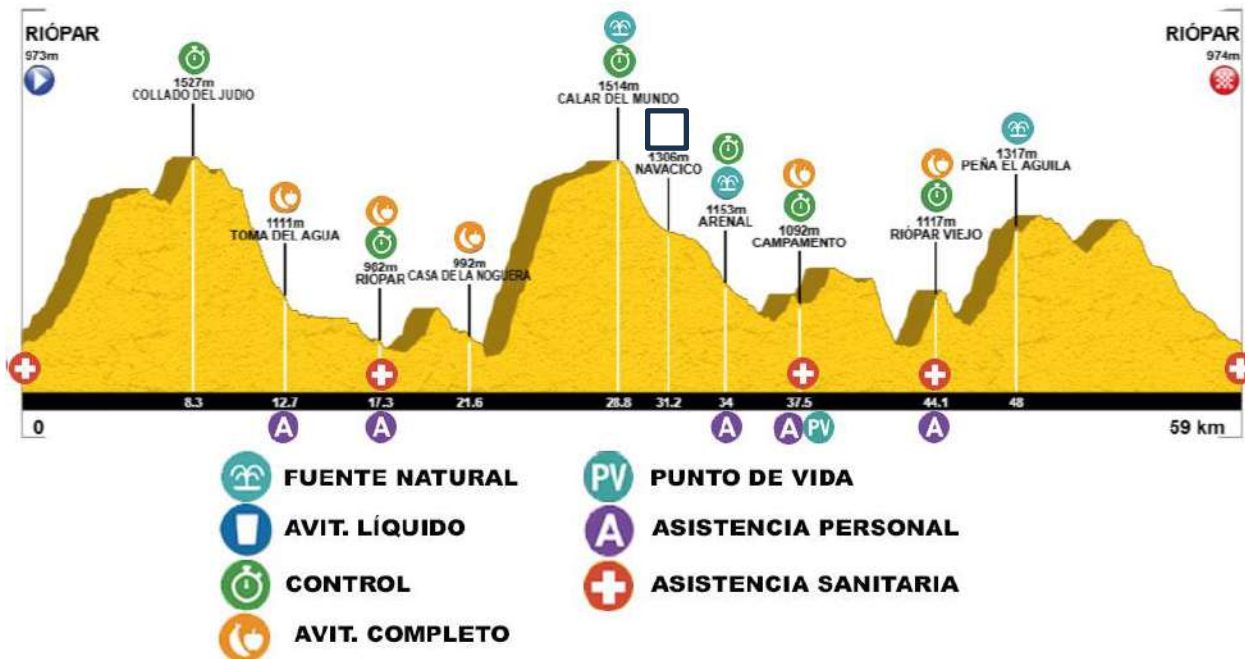 RIÓPAR
973m
1527m
COLLADO DEL JUDIO
1111m
TOMA DEL AGUA
962m
RIÓPAR
992m
CASA DE LA NOGUERA
1514m
CALAR DEL MUNDO
1306m
NAVACICO
1153m
ARENAL
1092m
CAMPAMENTO
1117m
RIÓPAR VIEJO
1317m
PEÑA EL AGUILA
RIÓPAR
974m
8.3 12.7 17.3 21.6 28.8 31.2 34 37.5 44.1 48
0 A A A A PV A 59 km
FUENTE NATURAL
AVIT. LÍQUIDO
CONTROL
AVIT. COMPLETO
PV PUNTO DE VIDA
A ASISTENCIA PERSONAL
ASISTENCIA SANITARIA